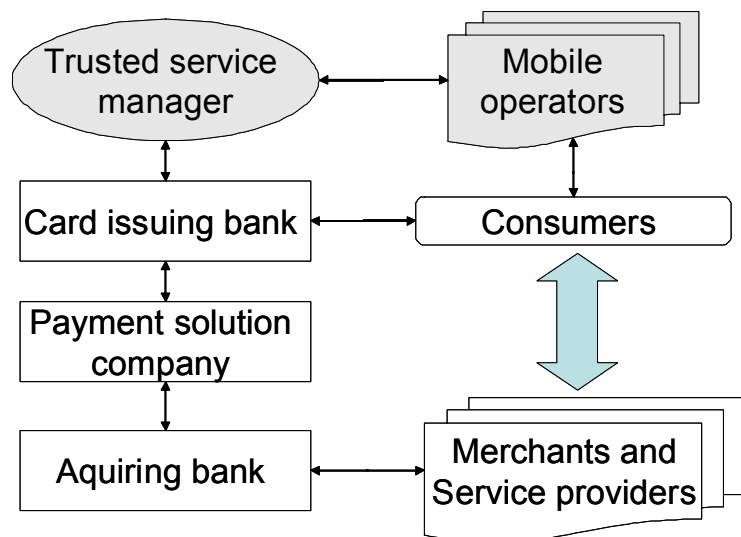 Trusted service
manager
Mobile
operators
Card issuing bank
Consumers
Payment solution
company
Aquiring bank
Merchants and
Service providers